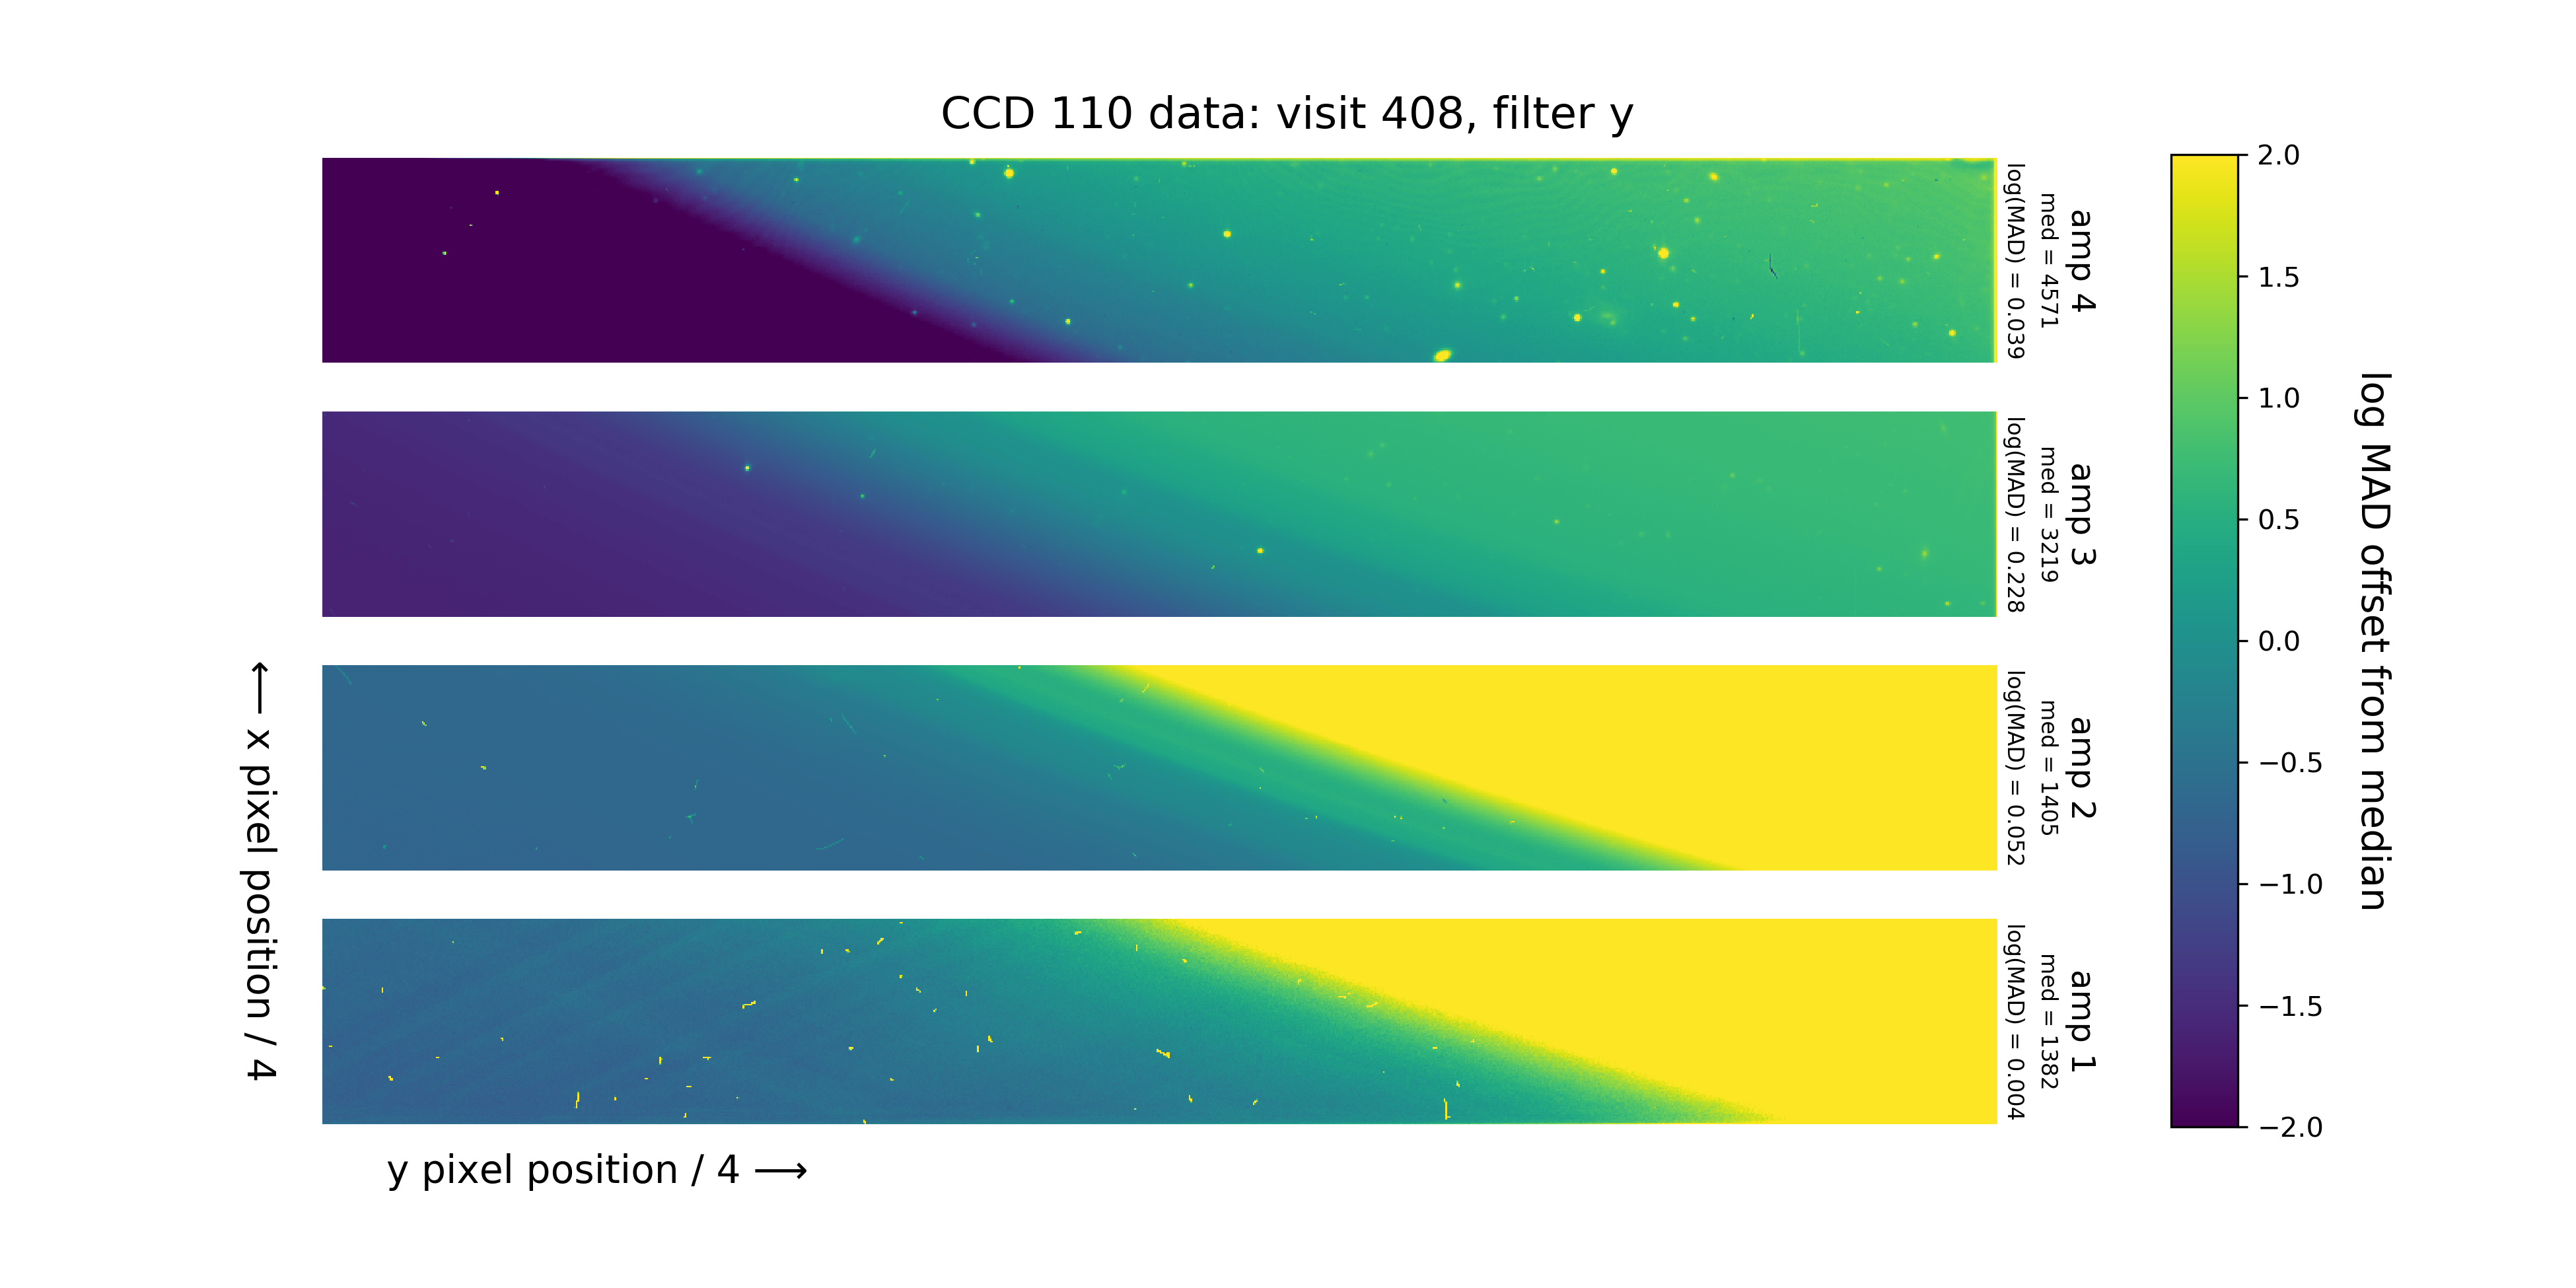 CCD 110 data: visit 408, filter y
amp 4
med = 4571
log(MAD) = 0.039
amp 3
med = 3219
log(MAD) = 0.228
amp 2
med = 1405
log(MAD) = 0.052
amp 1
med = 1382
log(MAD) = 0.004
⟵ x pixel position / 4
y pixel position / 4 ⟶
2.0
1.5
1.0
0.5
0.0
−0.5
−1.0
−1.5
−2.0
log MAD offset from median